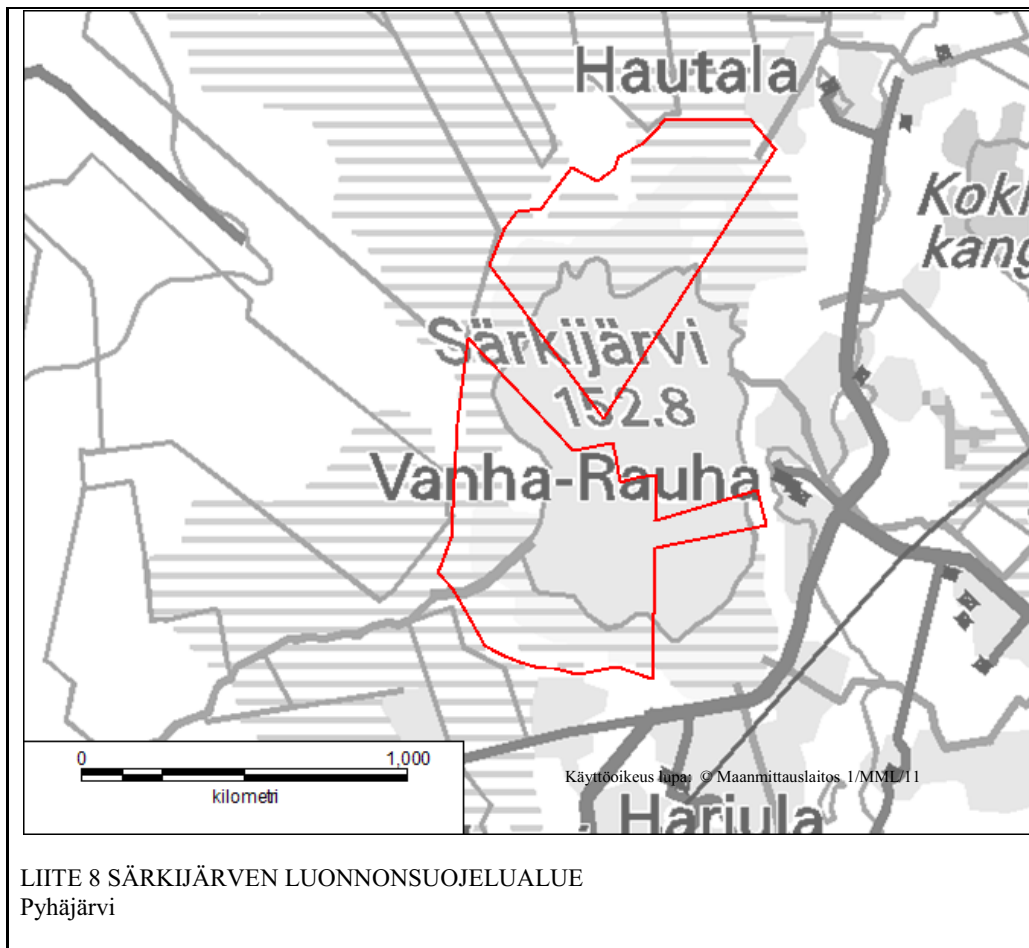 Hautala
Särkijärvi
152.8
Vanha-Rauha
0 1,000
kilometri
Käyttöoikeus lupa: © Maanmittauslaitos 1/MML/11
Harjula
LIITE 8 SÄRKIJÄRVEN LUONNONSUOJELUALUE
Pyhäjärvi